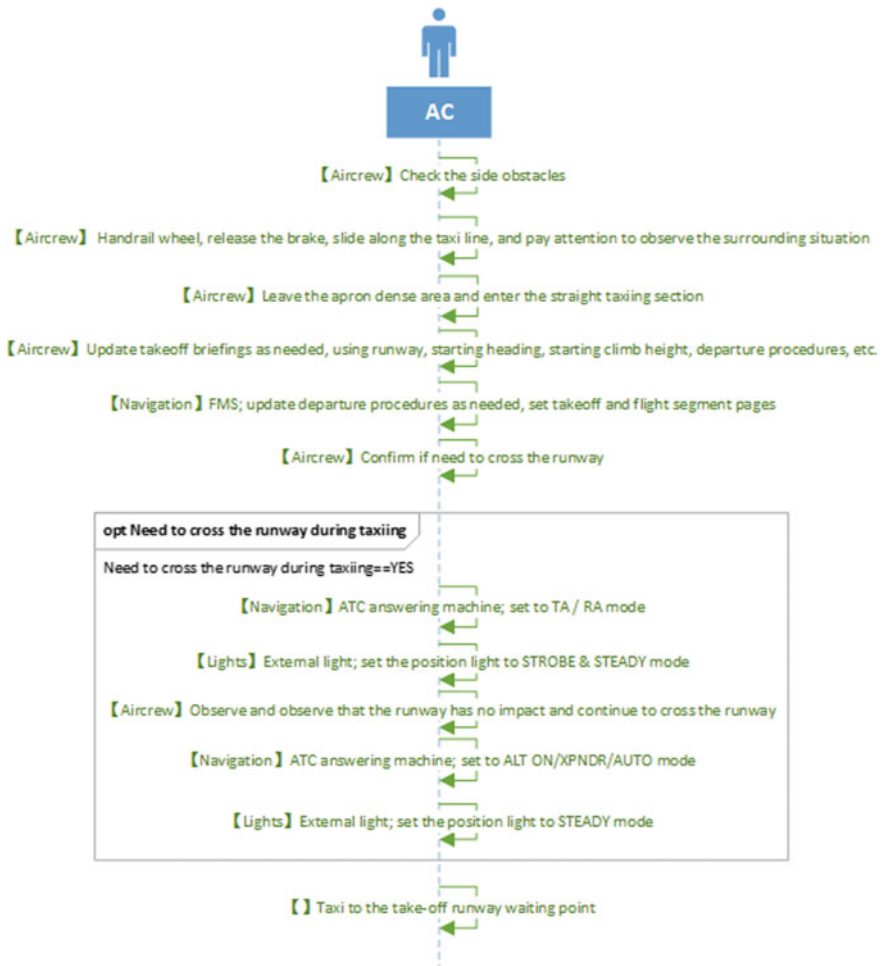 AC
【Aircrew】Check the side obstacles
【Aircrew】 Handrail wheel, release the brake, slide along the taxi line, and pay attention to observe the surrounding situation
【Aircrew】Leave the apron dense area and enter the straight taxiing section
【Aircrew】Update takeoff briefings as needed, using runway, starting heading, starting climb height, departure procedures, etc.
【Navigation】FMS; update departure procedures as needed, set takeoff and flight segment pages
【Aircrew】Confirm if need to cross the runway
opt Need to cross the runway during taxiing
Need to cross the runway during taxiing==YES
【Navigation】ATC answering machine; set to TA / RA mode
【Lights】External light; set the position light to STROBE & STEADY mode
【Aircrew】Observe and observe that the runway has no impact and continue to cross the runway
【Navigation】ATC answering machine; set to ALT ON/XPNDR/AUTO mode
【Lights】External light; set the position light to STEADY mode
【 】Taxi to the take-off runway waiting point